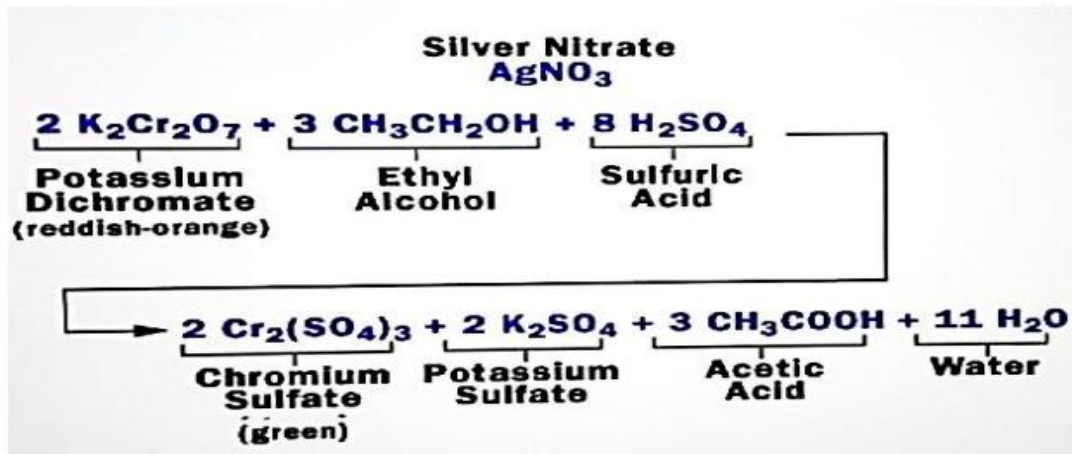 Silver Nitrate
AgNO₃
2 K₂Cr₂O₇ + 3 CH₃CH₂OH + 8 H₂SO₄
Potassium Dichromate (reddish-orange)
Ethyl Alcohol
Sulfuric Acid
2 Cr₂(SO₄)₃ + 2 K₂SO₄ + 3 CH₃COOH + 11 H₂O
Chromium Sulfate (green)
Potassium Sulfate
Acetic Acid
Water